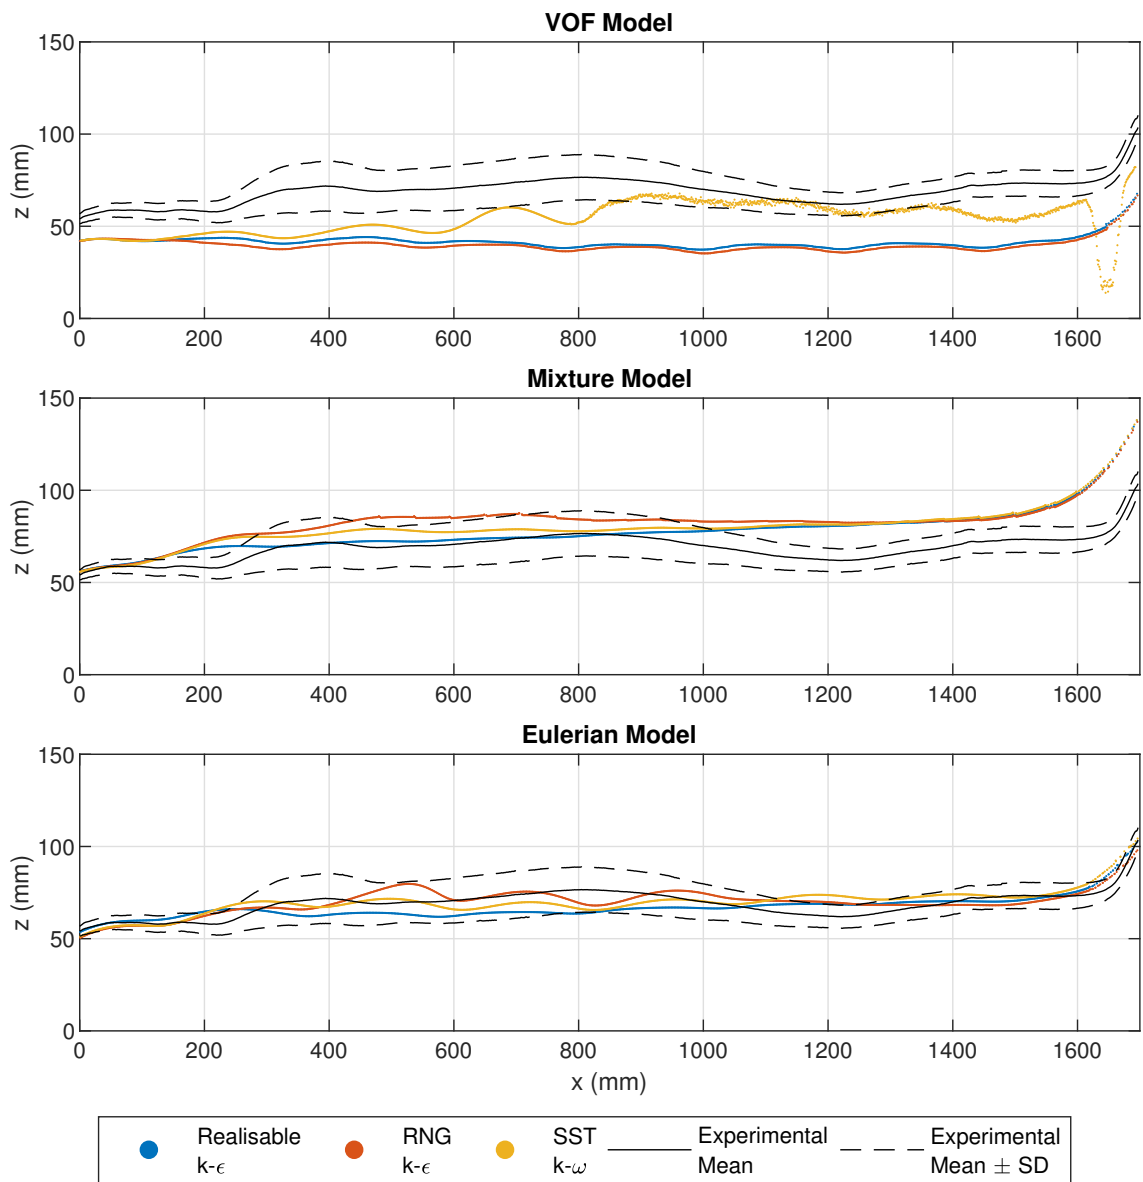 VOF Model
150
100
50
0
z (mm)
0 200 400 600 800 1000 1200 1400 1600
Mixture Model
150
100
50
0
z (mm)
0 200 400 600 800 1000 1200 1400 1600
Eulerian Model
150
100
50
0
z (mm)
0 200 400 600 800 1000 1200 1400 1600
x (mm)
Realisable RNG SST Experimental Experimental
k-ϵ k-ϵ k-ω Mean Mean ± SD